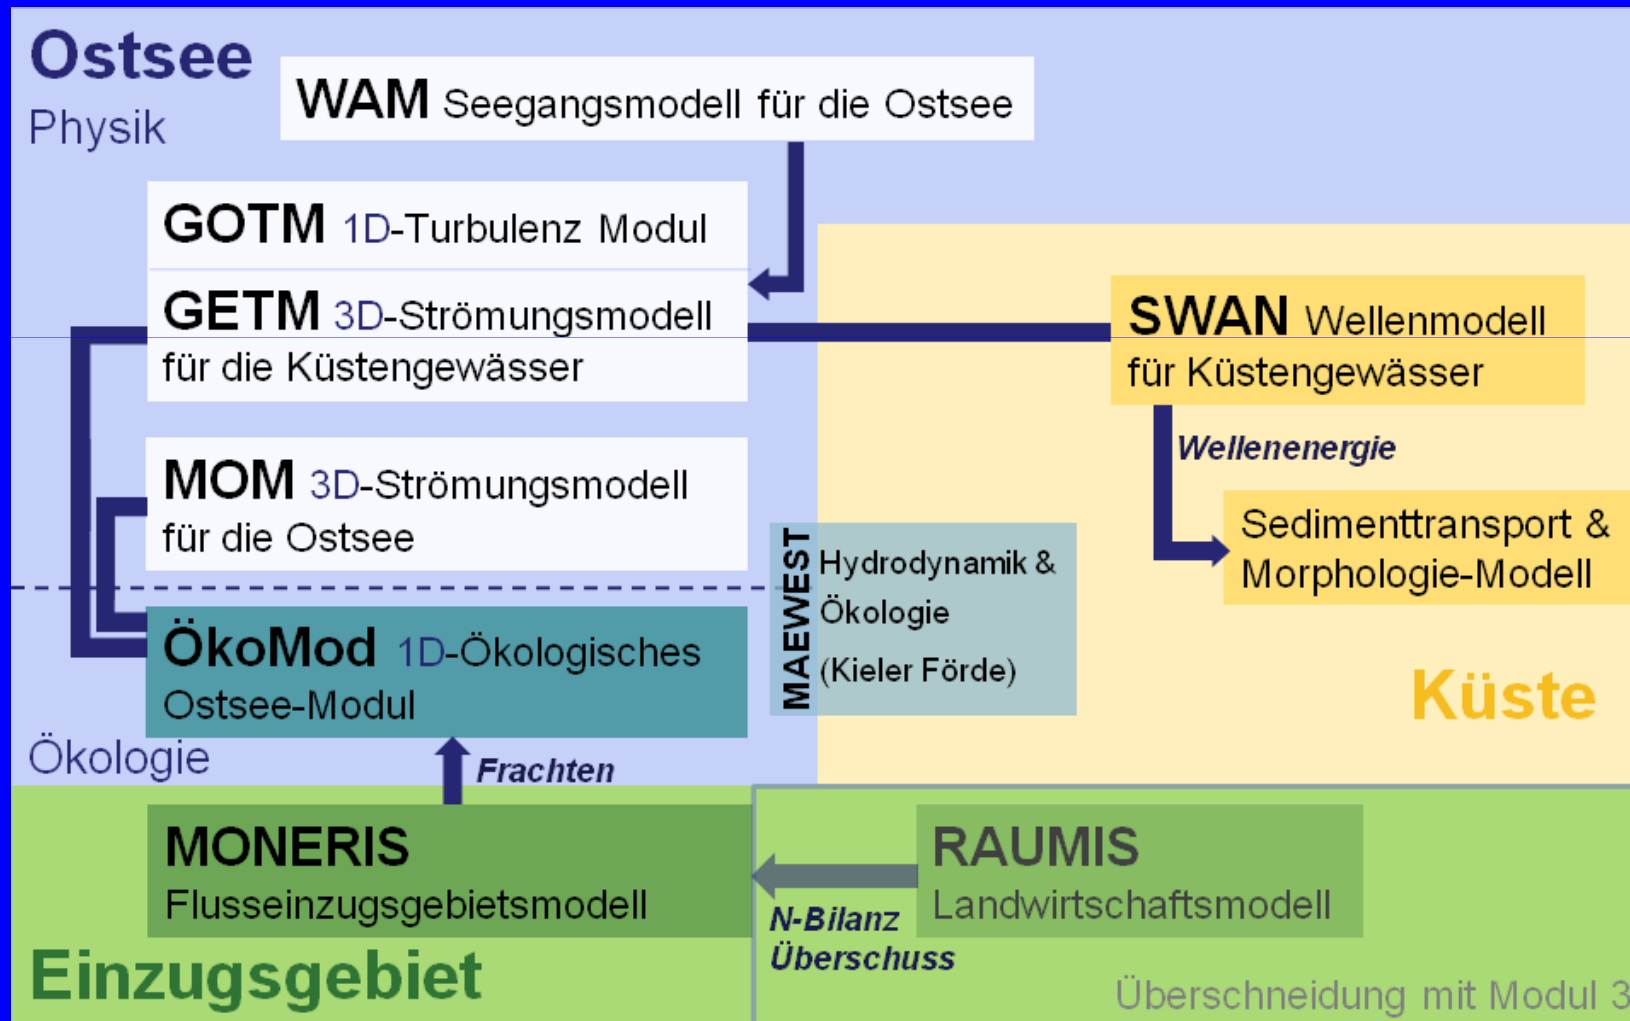 Ostsee
Physik
WAM Seegangsmodell für die Ostsee
GOTM 1D-Turbulenz Modul
GETM 3D-Strömungsmodell
für die Küstengewässer
SWAN Wellenmodell
für Küstengewässer
Wellenenergie
MOM 3D-Strömungsmodell
für die Ostsee
Sedimenttransport &
Morphologie-Modell
MAEWEST
Hydrodynamik &
Ökologie
(Kieler Förde)
ÖkoMod 1D-Ökologisches
Ostsee-Modul
Küste
Ökologie
Frachten
MONERIS
Flusseinzugsgebietsmodell
RAUMIS
Landwirtschaftsmodell
N-Bilanz
Überschuss
Einzugsgebiet
Überschneidung mit Modul 3